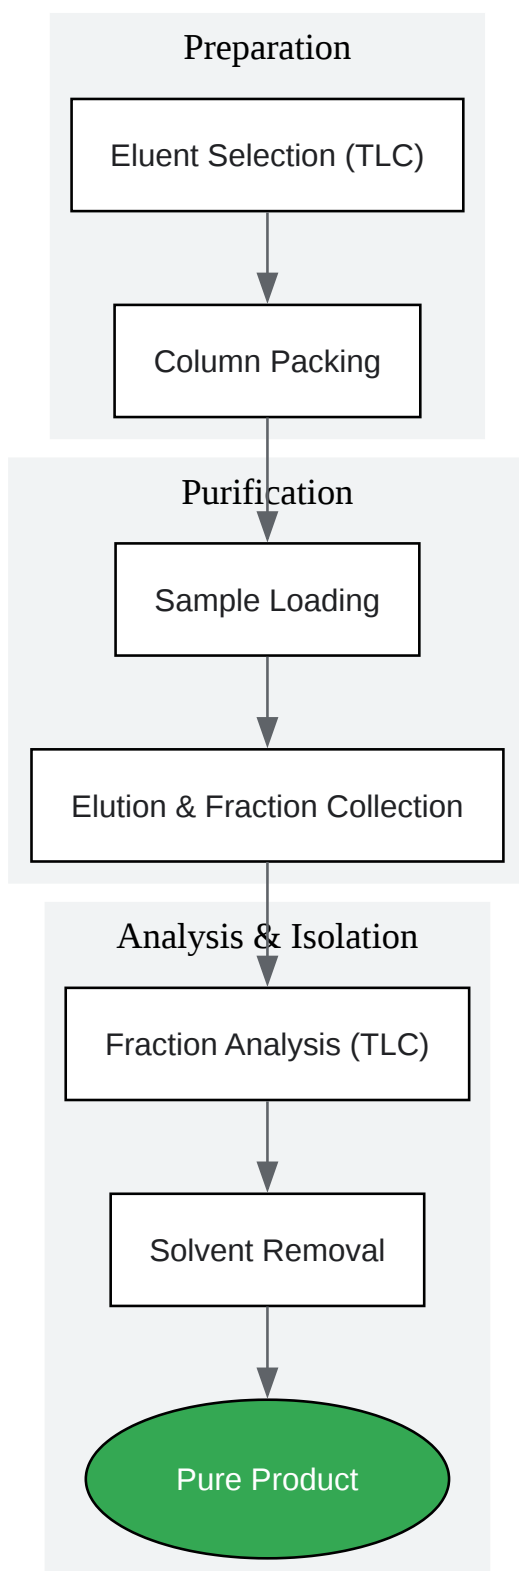 Preparation
Eluent Selection (TLC)
Column Packing
Purification
Sample Loading
Elution & Fraction Collection
Analysis & Isolation
Fraction Analysis (TLC)
Solvent Removal
Pure Product